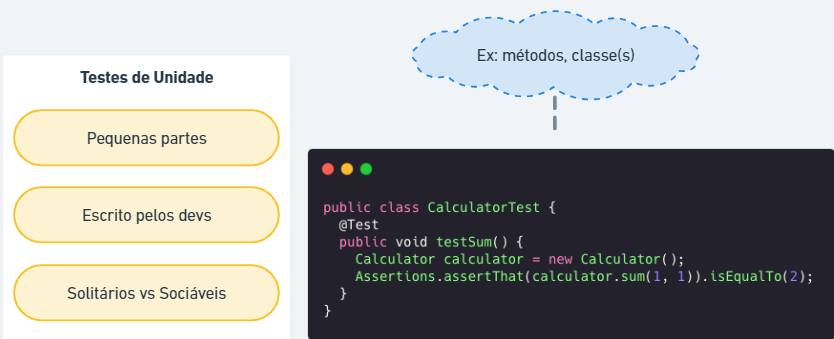 Testes de Unidade
Pequenas partes
Escrito pelos devs
Solitários vs Sociáveis
Ex: métodos, classe(s)
public class CalculatorTest {
  @Test
  public void testSum() {
    Calculator calculator = new Calculator();
    Assertions.assertThat(calculator.sum(1, 1)).isEqualTo(2);
  }
}